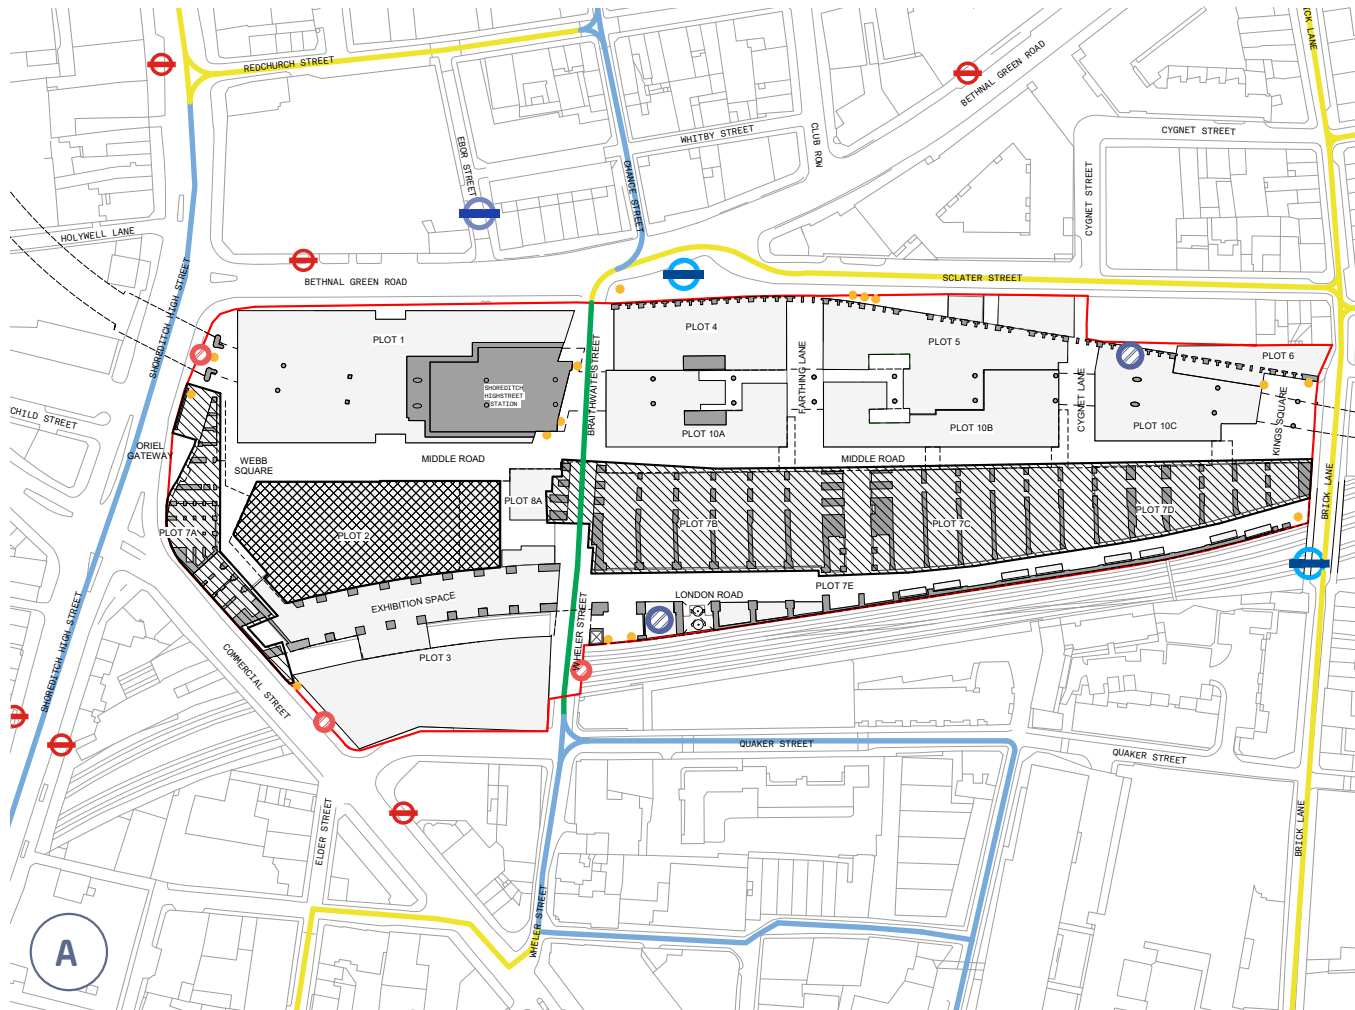 BRICK LANE
REDCHURCH STREET
BETHNAL GREEN ROAD
WHITBY STREET
CLUB ROW
CYGNET STREET
EBOR STREET
CHANCE STREET
CYGNET STREET
HOLYWELL LANE
SHOREDITCH HIGH STREET
BETHNAL GREEN ROAD
SCLATER STREET
PLOT 1
PLOT 4
PLOT 5
PLOT 6
BRAITHWAITE STREET
FARTHING LANE
CYGNET LANE
KINGS SQUARE
SHOREDITCH
HIGHSTREET
STATION
CHILD STREET
ORIEL
GATEWAY
WEBB
SQUARE
MIDDLE ROAD
PLOT 10A
PLOT 10B
PLOT 10C
MIDDLE ROAD
BRICK LANE
PLOT 8A
PLOT 7A
PLOT 2
PLOT 7B
PLOT 7C
PLOT 7D
PLOT 7E
EXHIBITION SPACE
LONDON ROAD
WHELER STREET
PLOT 3
SHOREDITCH HIGH STREET
COMMERCIAL STREET
QUAKER STREET
QUAKER STREET
ELDER STREET
BRICK LANE
WHELER STREET
A